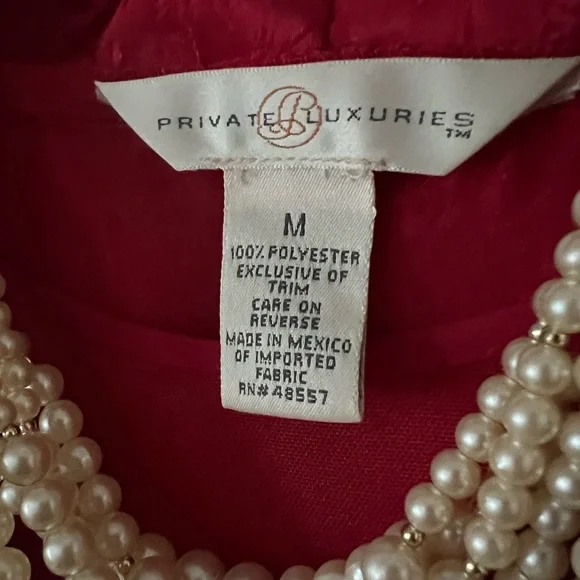 PRIVATE LUXURIES
TM
M
100% POLYESTER
EXCLUSIVE OF
TRIM
CARE ON
REVERSE
MADE IN MEXICO
OF IMPORTED
FABRIC
RN# 48557